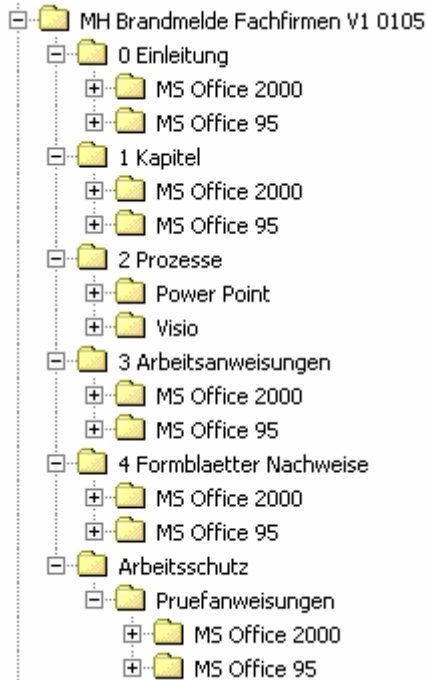 MH Brandmelde Fachfirmen V1 0105
0 Einleitung
MS Office 2000
MS Office 95
1 Kapitel
MS Office 2000
MS Office 95
2 Prozesse
Power Point
Visio
3 Arbeitsanweisungen
MS Office 2000
MS Office 95
4 Formblaetter Nachweise
MS Office 2000
MS Office 95
Arbeitsschutz
Pruefanweisungen
MS Office 2000
MS Office 95